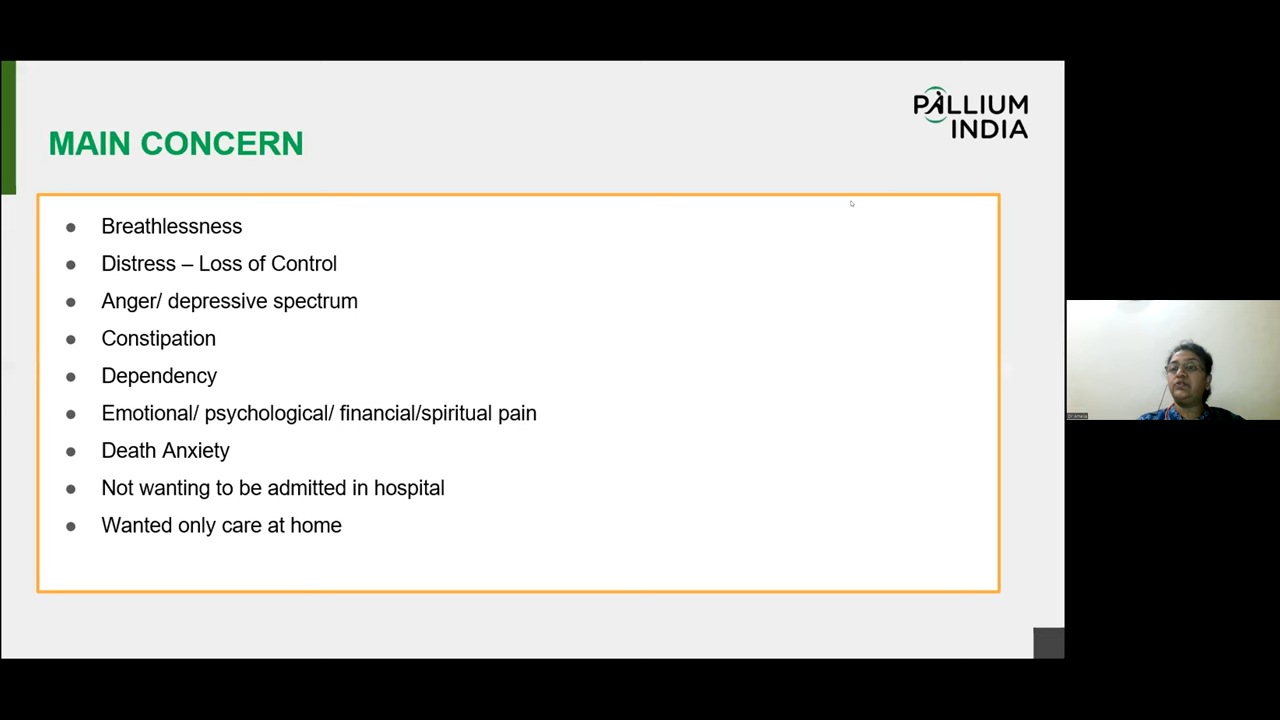 PALLIUM
INDIA
MAIN CONCERN
● Breathlessness
● Distress – Loss of Control
● Anger/ depressive spectrum
● Constipation
● Dependency
● Emotional/ psychological/ financial/spiritual pain
● Death Anxiety
● Not wanting to be admitted in hospital
● Wanted only care at home